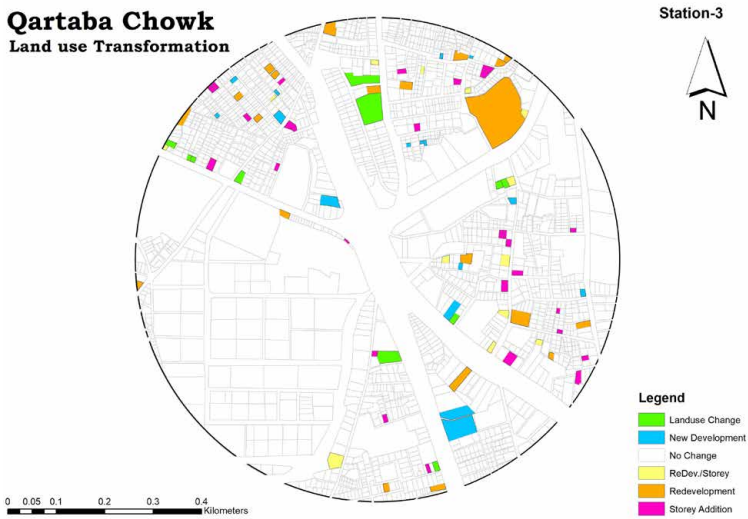 Qartaba Chowk
Land use Transformation
Station-3
N
Legend
Landuse Change
New Development
No Change
ReDev./Storey
Redevelopment
Storey Addition
0 0.05 0.1 0.2 0.3 0.4
Kilometers